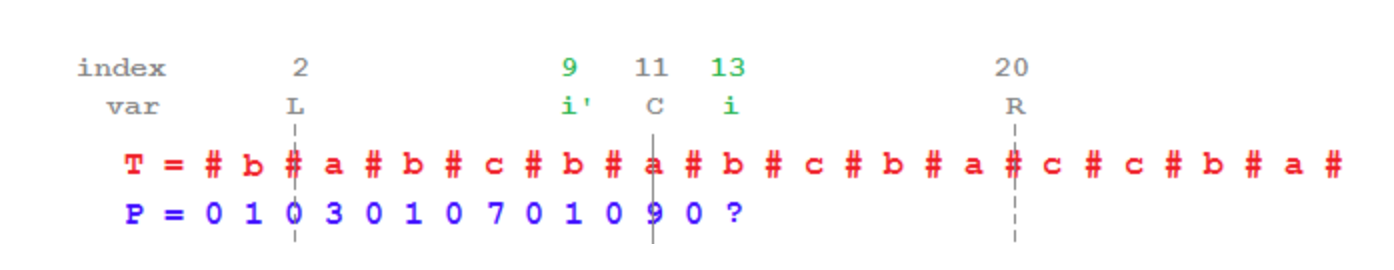 index 2 9 11 13 20
var L i' C i R
T = # b # a # b # c # b # a # b # c # b # a # c # c # b # a #
P = 0 1 0 3 0 1 0 7 0 1 0 9 0 ?